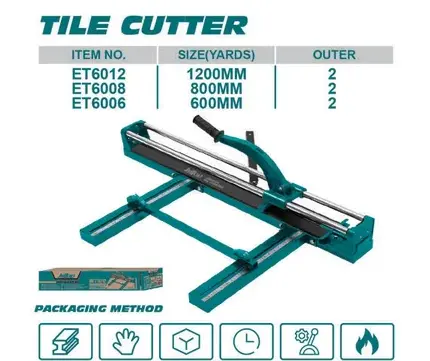 TILE CUTTER
ITEM NO. SIZE(YARDS) OUTER
ET6012 1200MM 2
ET6008 800MM 2
ET6006 600MM 2
PACKAGING METHOD